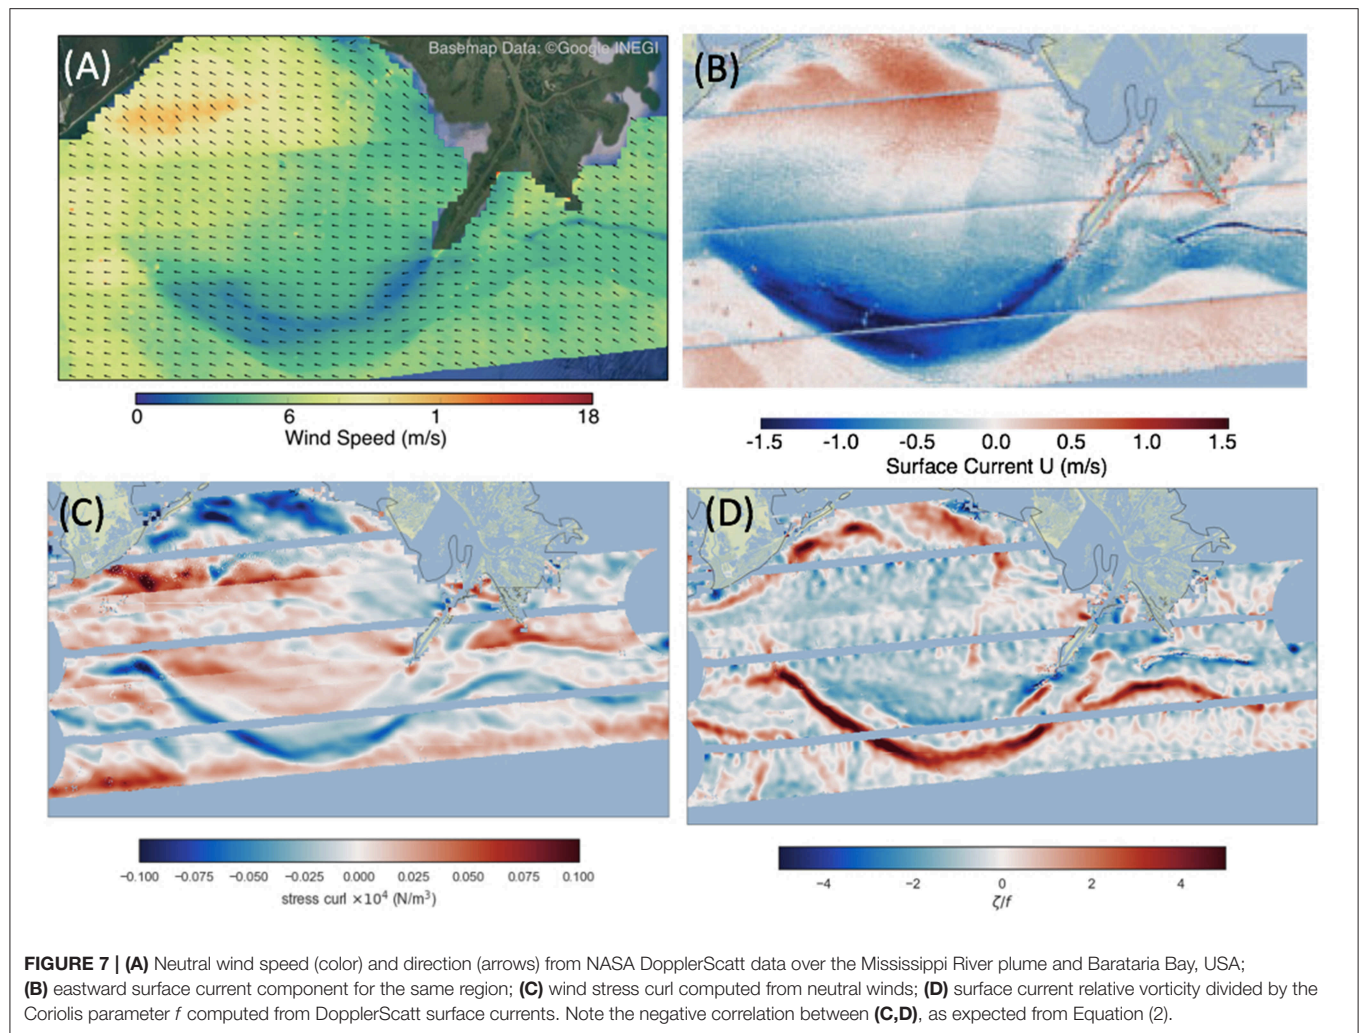 (A)
Basemap Data: ©Google INEGI
(B)
0 6 1 18
Wind Speed (m/s)
-1.5 -1.0 -0.5 0.0 0.5 1.0 1.5
Surface Current U (m/s)
(C)
(D)
−0.100 −0.075 −0.050 −0.025 0.000 0.025 0.050 0.075 0.100
stress curl ×10⁴ (N/m³)
−4 −2 0 2 4
ζ/f
FIGURE 7 | (A) Neutral wind speed (color) and direction (arrows) from NASA DopplerScatt data over the Mississippi River plume and Barataria Bay, USA;
(B) eastward surface current component for the same region; (C) wind stress curl computed from neutral winds; (D) surface current relative vorticity divided by the
Coriolis parameter f computed from DopplerScatt surface currents. Note the negative correlation between (C,D), as expected from Equation (2).